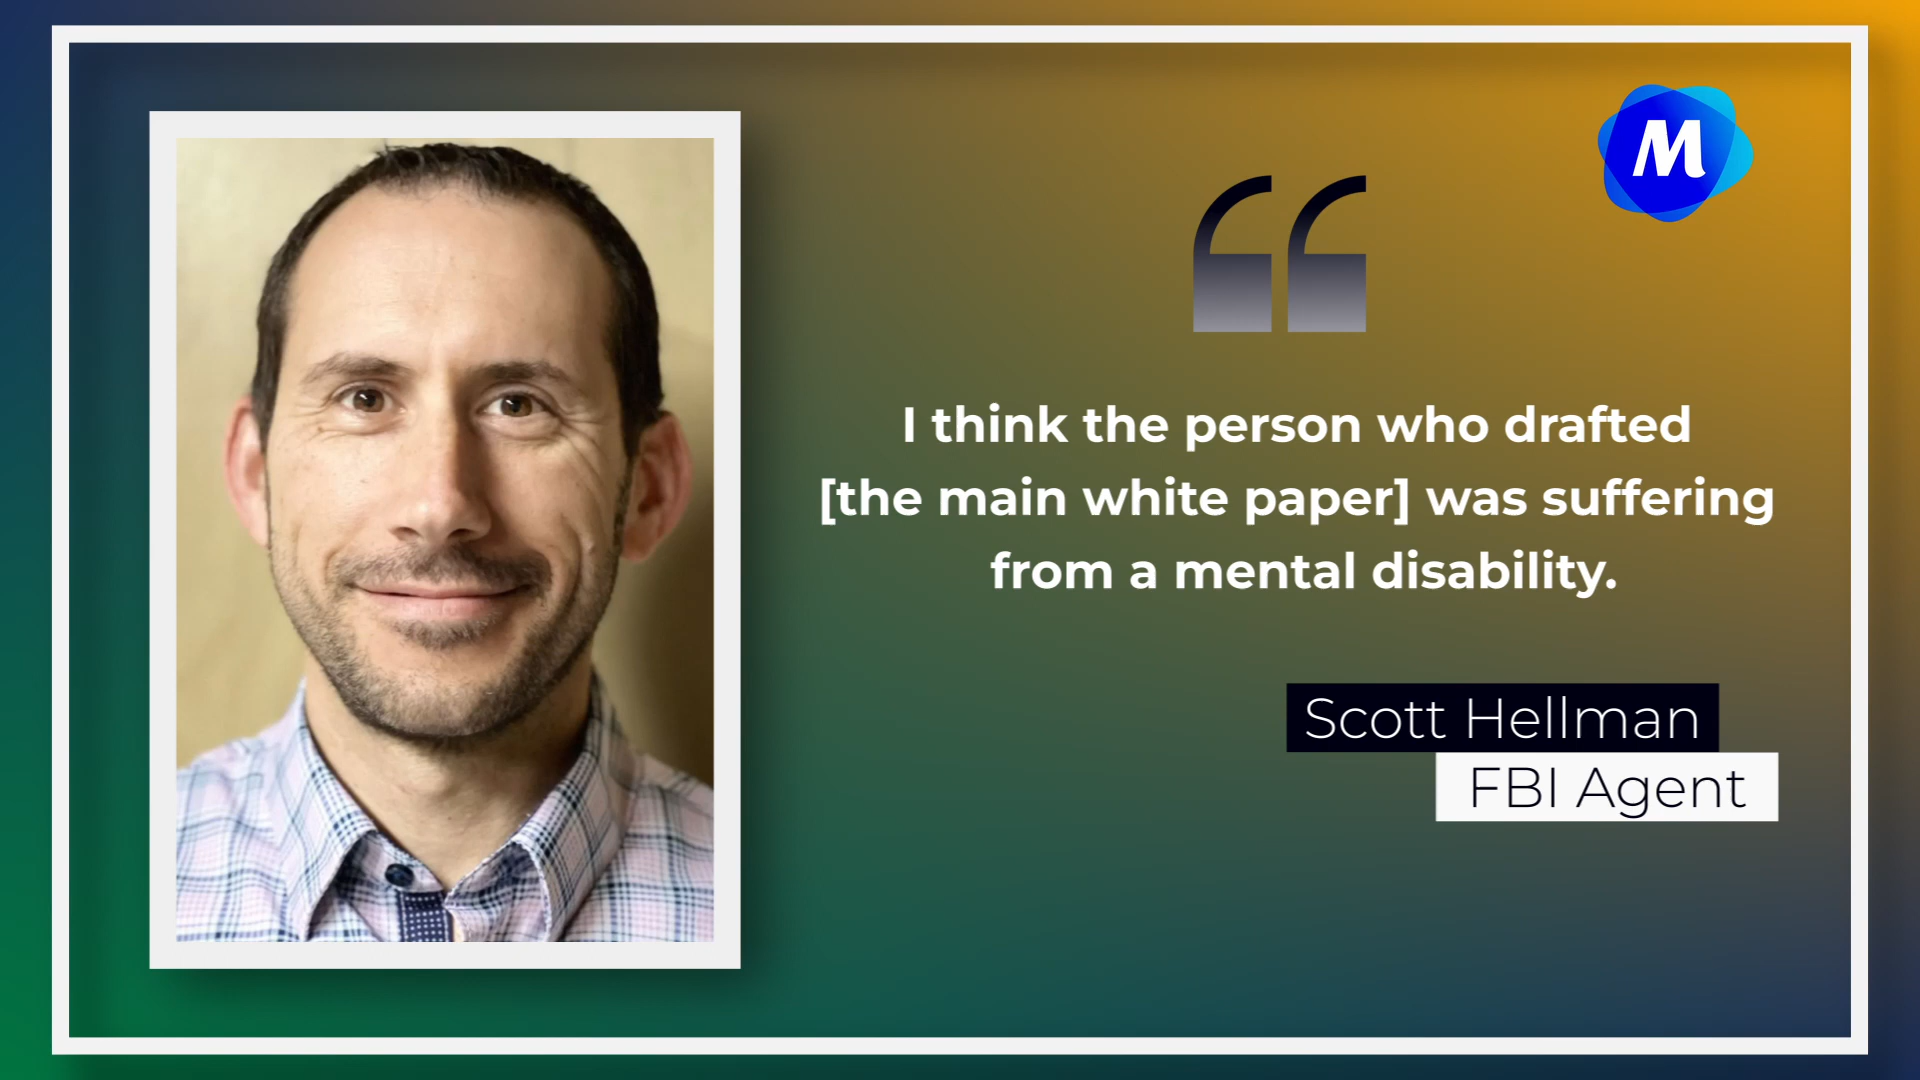 M
I think the person who drafted
[the main white paper] was suffering
from a mental disability.
Scott Hellman
FBI Agent